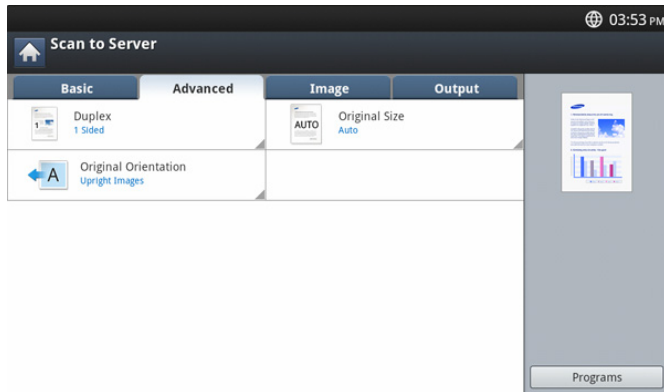 03:53 PM
Scan to Server
Basic
Advanced
Image
Output
Duplex
1 Sided
AUTO
Original Size
Auto
A
Original Orientation
Upright Images
Programs